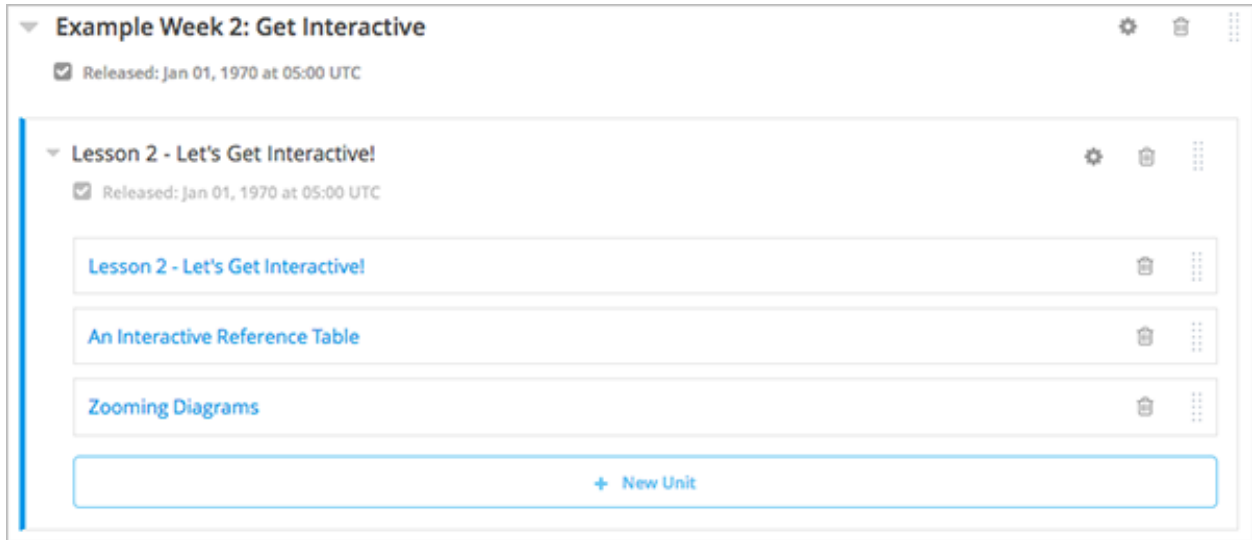 Example Week 2: Get Interactive
Released: Jan 01, 1970 at 05:00 UTC
Lesson 2 - Let's Get Interactive!
Released: Jan 01, 1970 at 05:00 UTC
Lesson 2 - Let's Get Interactive!
An Interactive Reference Table
Zooming Diagrams
+ New Unit